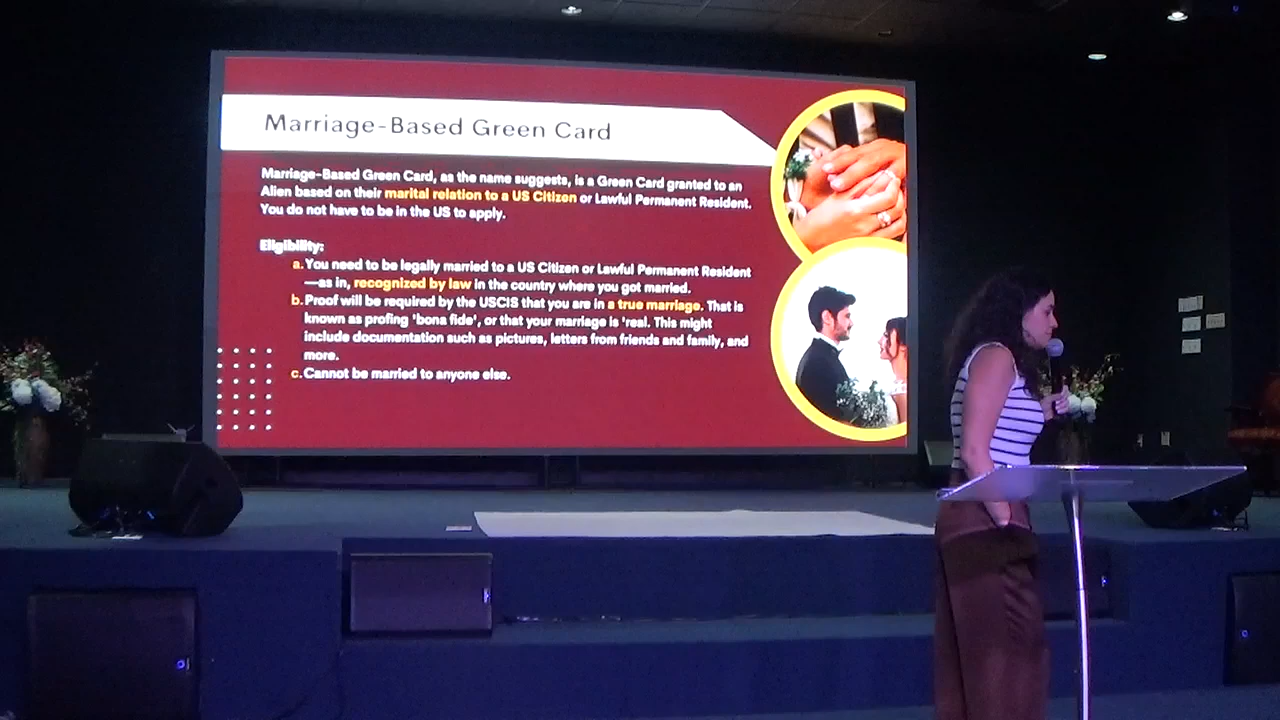 Marriage-Based Green Card
Marriage-Based Green Card, as the name suggests, is a Green Card granted to an
Alien based on their marital relation to a US Citizen or Lawful Permanent Resident.
You do not have to be in the US to apply.
Eligibility:
a. You need to be legally married to a US Citizen or Lawful Permanent Resident
—as in, recognized by law in the country where you got married.
b. Proof will be required by the USCIS that you are in a true marriage. That is
known as profing 'bona fide', or that your marriage is 'real. This might
include documentation such as pictures, letters from friends and family, and
more.
c. Cannot be married to anyone else.